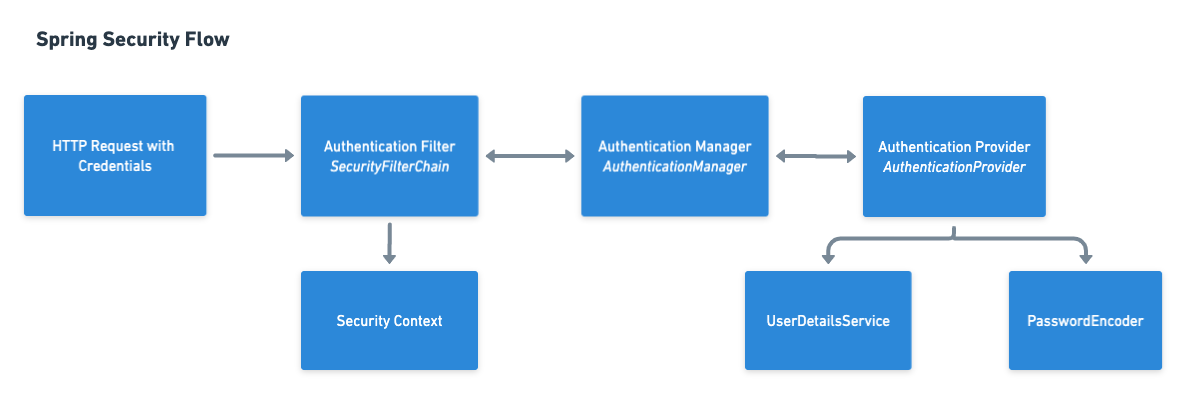 Spring Security Flow
HTTP Request with
Credentials
Authentication Filter
SecurityFilterChain
Authentication Manager
AuthenticationManager
Authentication Provider
AuthenticationProvider
Security Context
UserDetailsService
PasswordEncoder